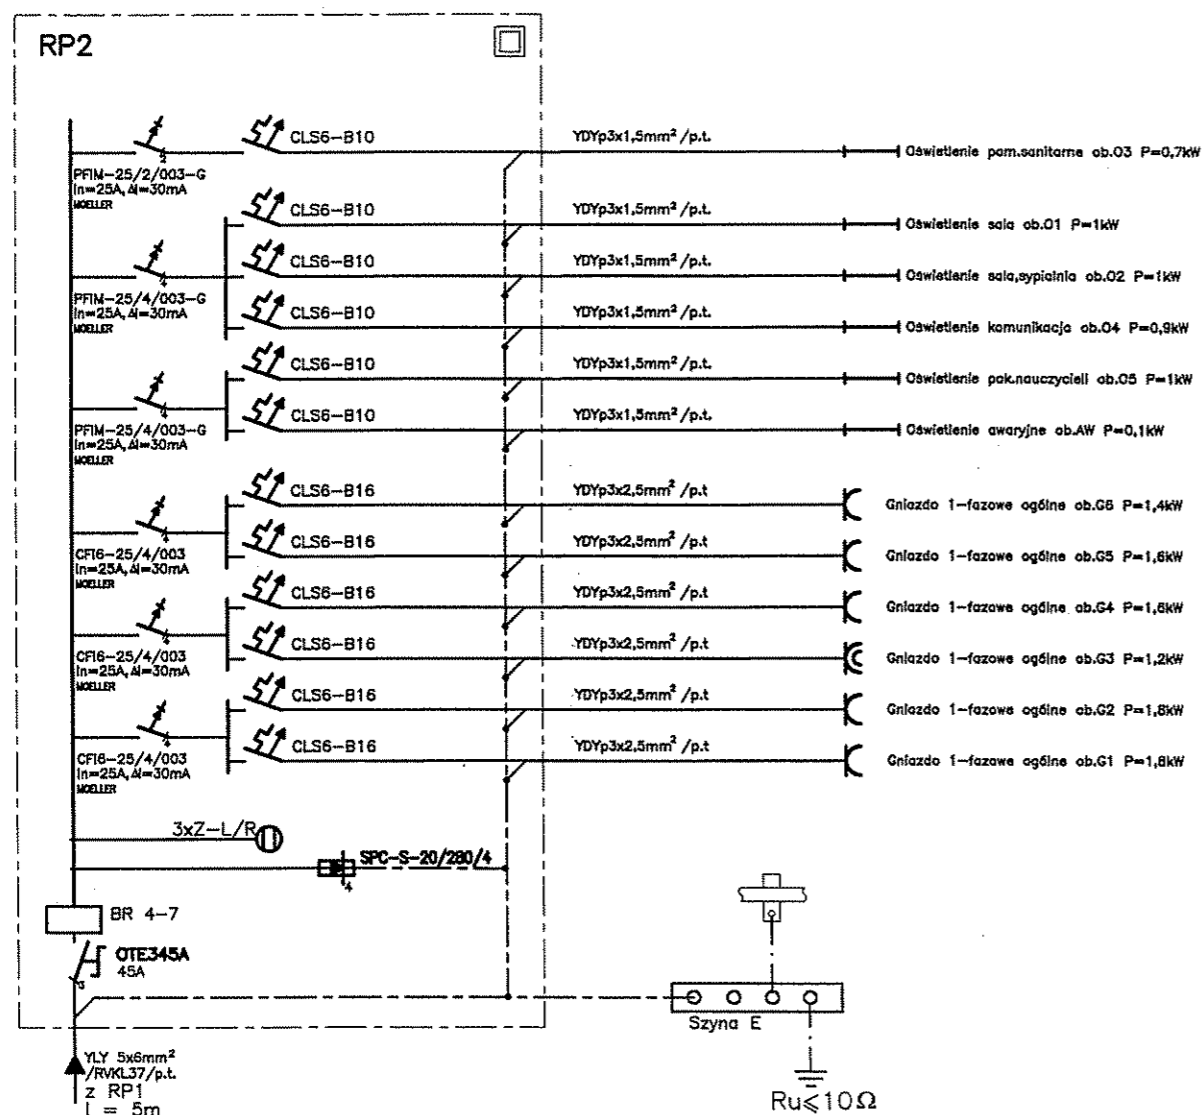 RP2
CLS6-B10
YDYp3x1,5mm² /p.t.
Oświetlenie pom.sanitarne ob.O3 P=0,7kW
2
PFIM-25/2/003-G
In=25A, ΔI=30mA
MOELLER
CLS6-B10
YDYp3x1,5mm² /p.t.
Oświetlenie sala ob.O1 P=1kW
CLS6-B10
YDYp3x1,5mm² /p.t.
Oświetlenie sala,sypialnia ob.O2 P=1kW
4
PFIM-25/4/003-G
In=25A, ΔI=30mA
MOELLER
CLS6-B10
YDYp3x1,5mm² /p.t.
Oświetlenie komunikacja ob.O4 P=0,9kW
CLS6-B10
YDYp3x1,5mm² /p.t.
Oświetlenie pok.nauczycieli ob.O5 P=1kW
4
PFIM-25/4/003-G
In=25A, ΔI=30mA
MOELLER
CLS6-B10
YDYp3x1,5mm² /p.t.
Oświetlenie awaryjne ob.AW P=0,1kW
CLS6-B16
YDYp3x2,5mm² /p.t
Gniazdo 1-fazowe ogólne ob.G6 P=1,4kW
4
CFI6-25/4/003
In=25A, ΔI=30mA
MOELLER
CLS6-B16
YDYp3x2,5mm² /p.t
Gniazdo 1-fazowe ogólne ob.G5 P=1,6kW
CLS6-B16
YDYp3x2,5mm² /p.t
Gniazdo 1-fazowe ogólne ob.G4 P=1,6kW
4
CFI6-25/4/003
In=25A, ΔI=30mA
MOELLER
CLS6-B16
YDYp3x2,5mm² /p.t
Gniazdo 1-fazowe ogólne ob.G3 P=1,2kW
CLS6-B16
YDYp3x2,5mm² /p.t
Gniazdo 1-fazowe ogólne ob.G2 P=1,8kW
4
CFI6-25/4/003
In=25A, ΔI=30mA
MOELLER
CLS6-B16
YDYp3x2,5mm² /p.t
Gniazdo 1-fazowe ogólne ob.G1 P=1,8kW
3xZ-L/R
SPC-S-20/280/4
4
BR 4-7
OTE345A
45A
3
Szyna E
YLY 5x6mm²
/RVKL37/p.t.
z RP1
l = 5m
Ru≤10Ω